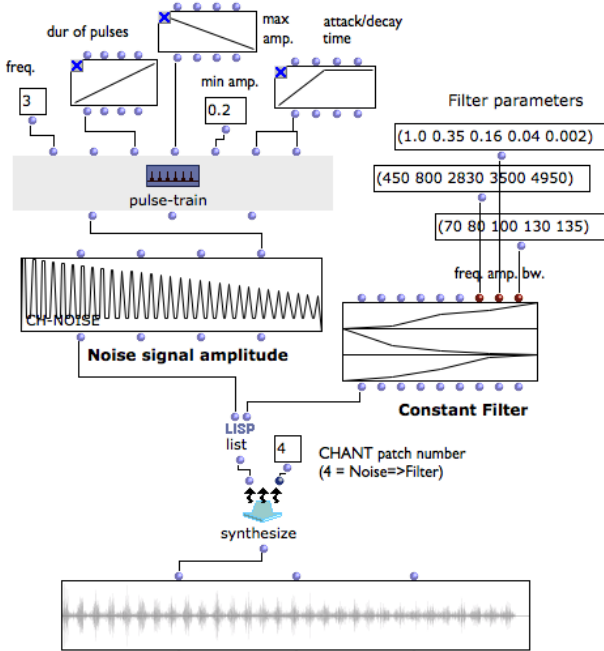 dur of pulses
max
amp.
attack/decay
time
freq.
3
min amp.
0.2
Filter parameters
(1.0 0.35 0.16 0.04 0.002)
(450 800 2830 3500 4950)
(70 80 100 130 135)
pulse-train
freq. amp. bw.
CH-NOISE
Noise signal amplitude
Constant Filter
LISP
list
4
CHANT patch number
(4 = Noise=>Filter)
synthesize